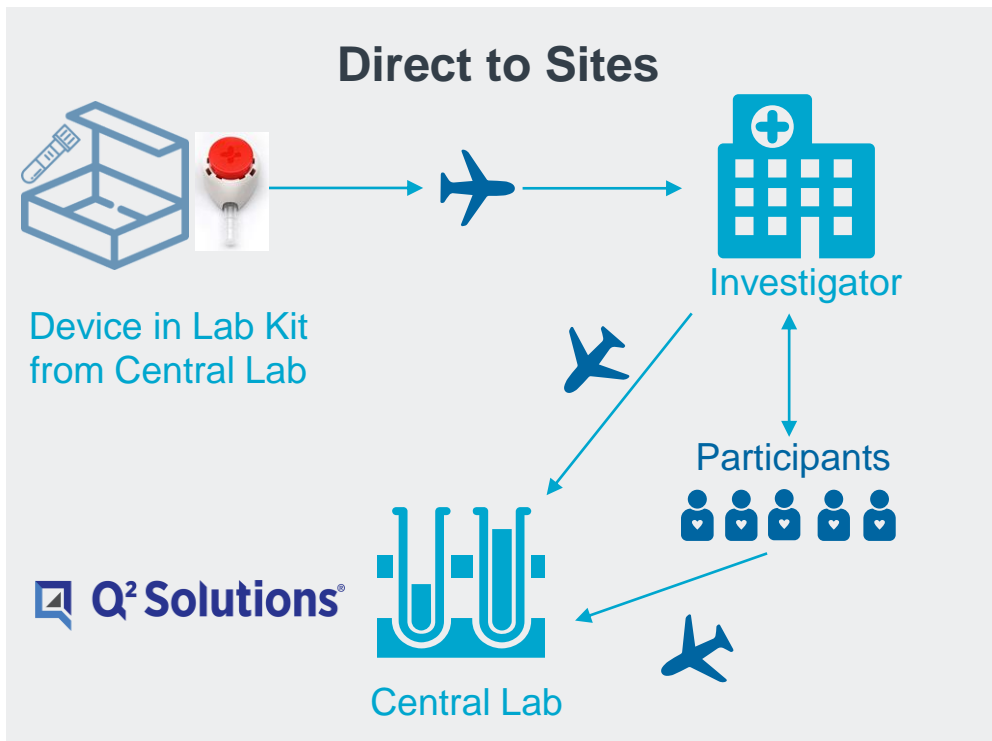 Direct to Sites
Investigator
Device in Lab Kit
from Central Lab
Participants
Q² Solutions®
Central Lab